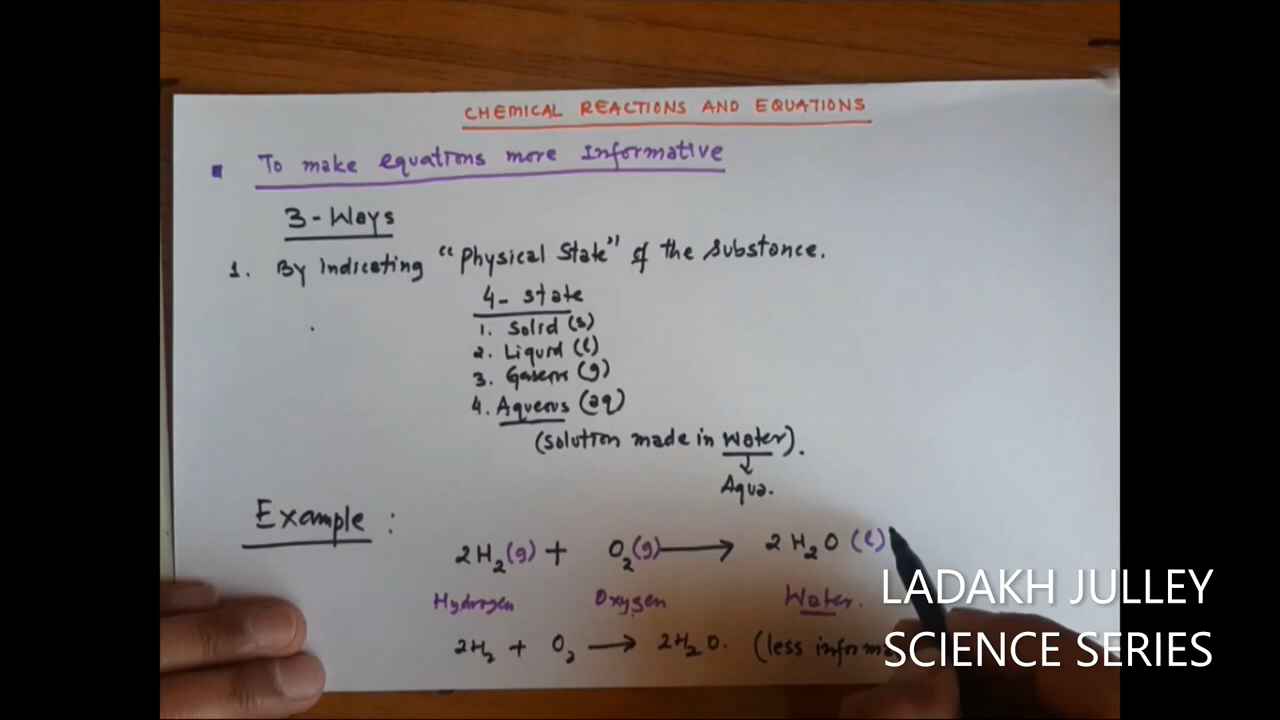 CHEMICAL REACTIONS AND EQUATIONS
To make equations more Informative
3-Ways
1. By Indicating "Physical State" of the Substance.
4- State
1. Solid (s)
2. Liquid (l)
3. Gaseous (g)
4. Aqueous (aq)
(Solution made in Water).
↓
Aqua.
Example :
2H₂(g) + O₂(g) ⟶ 2H₂O (l)
Hydrogen Oxygen Water.
2H₂ + O₂ ⟶ 2H₂O. (less
LADAKH JULLEY
SCIENCE SERIES